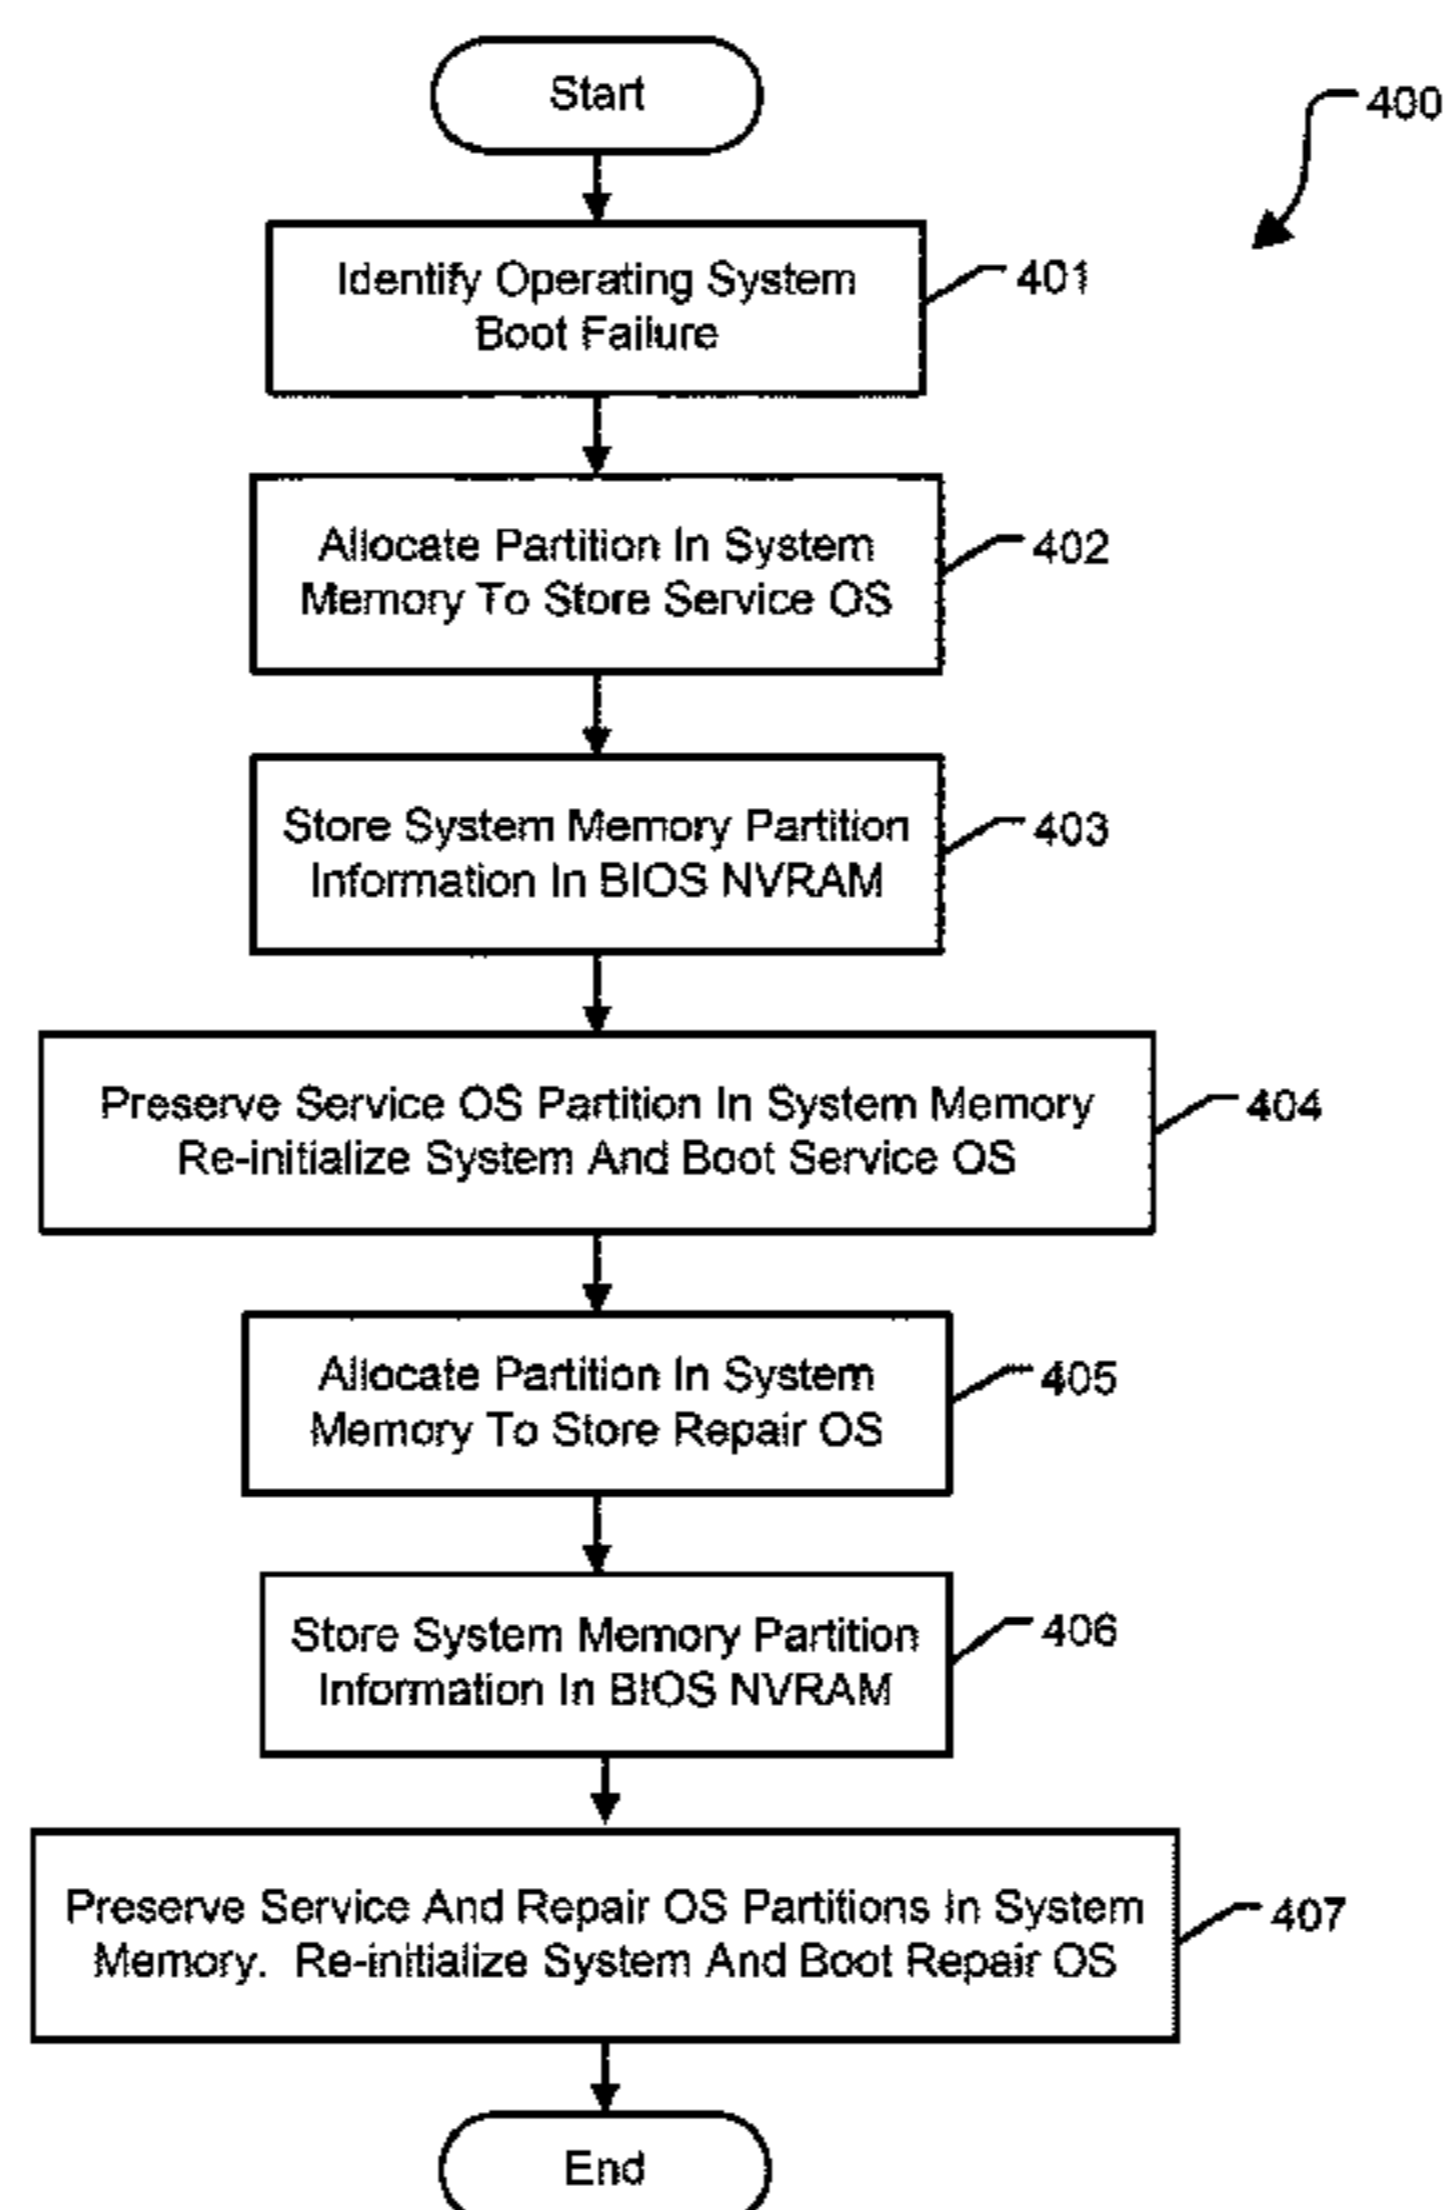 Start
400
Identify Operating System
Boot Failure
401
Allocate Partition In System
Memory To Store Service OS
402
Store System Memory Partition
Information In BIOS NVRAM
403
Preserve Service OS Partition In System Memory
Re-initialize System And Boot Service OS
404
Allocate Partition In System
Memory To Store Repair OS
405
Store System Memory Partition
Information In BIOS NVRAM
406
Preserve Service And Repair OS Partitions In System
Memory. Re-initialize System And Boot Repair OS
407
End